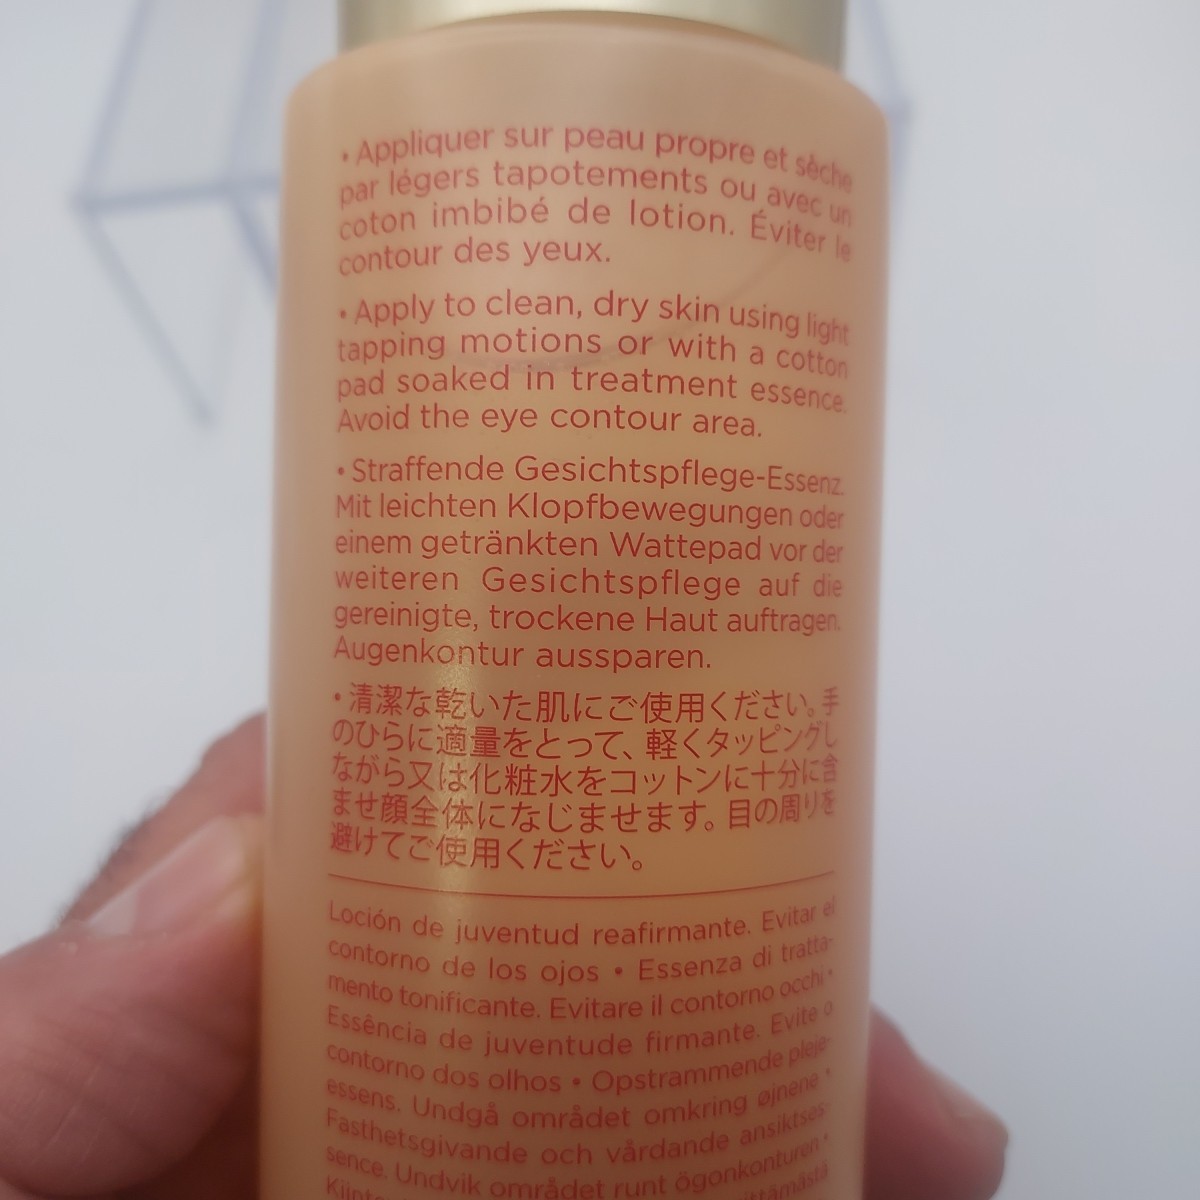 • Appliquer sur peau propre et sèche
par légers tapotements ou avec un
coton imbibé de lotion. Éviter le
contour des yeux.
• Apply to clean, dry skin using light
tapping motions or with a cotton
pad soaked in treatment essence.
Avoid the eye contour area.
• Straffende Gesichtspflege-Essenz.
Mit leichten Klopfbewegungen oder
einem getränkten Wattepad vor der
weiteren Gesichtspflege auf die
gereinigte, trockene Haut auftragen.
Augenkontur aussparen.
• 清潔な乾いた肌にご使用ください。手
のひらに適量をとって、軽くタッピングし
ながら又は化粧水をコットンに十分に含
ませ顔全体になじませます。目の周りを
避けてご使用ください。
Loción de juventud reafirmante. Evitar el
contorno de los ojos • Essenza di tratta-
mento tonificante. Evitare il contorno occhi •
Essência de juventude firmante. Evite o
contorno dos olhos • Opstrammende pleje-
essens. Undgå området omkring øjnene •
Fasthetsgivande och vårdande ansiktses-
sence. Undvik området runt ögonkonturen •